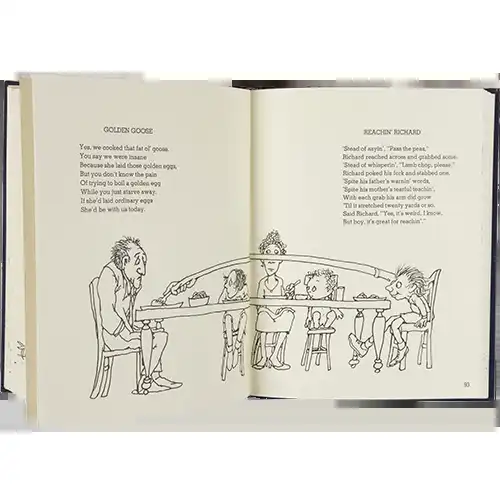 GOLDEN GOOSE
Yes, we cooked that fat ol' goose.
You say we were insane
Because she laid those golden eggs,
But you don't know the pain
Of trying to boil a golden egg
While you just starve away.
If she'd laid ordinary eggs
She'd be with us today.
REACHIN' RICHARD
'Stead of sayin', "Pass the peas,"
Richard reached across and grabbed some.
'Stead of whisperin', "Lamb chop, please,"
Richard poked his fork and stabbed one.
'Spite his father's warnin' words,
'Spite his mother's tearful teachin',
With each grab his arm did grow
'Til it stretched twenty yards or so.
Said Richard, "Yes, it's weird, I know,
But boy, it's great for reachin'."
93